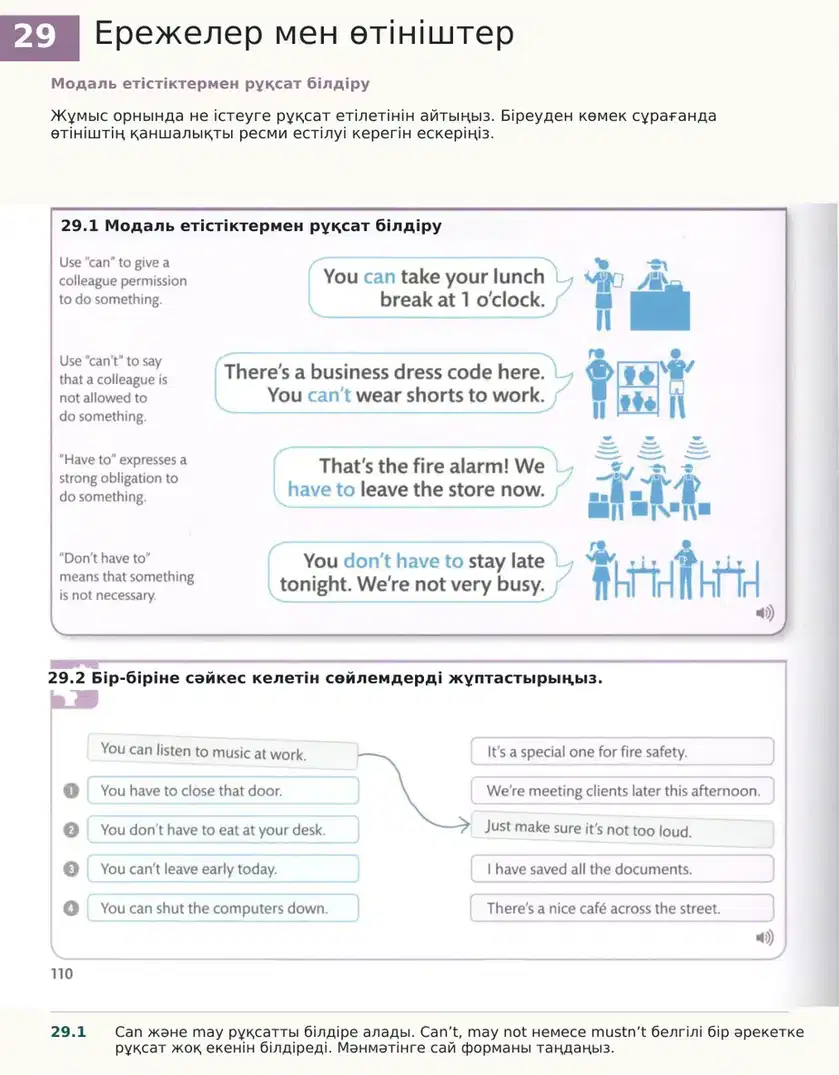 29
Ережелер мен өтініштер
Модаль етістіктермен рұқсат білдіру
Жұмыс орнында не істеуге рұқсат етілетінін айтыңыз. Біреуден көмек сұрағанда
өтініштің қаншалықты ресми естілуі керегін ескеріңіз.
29.1 Модаль етістіктермен рұқсат білдіру
Use "can" to give a
colleague permission
to do something.
You can take your lunch
break at 1 o'clock.
Use "can't" to say
that a colleague is
not allowed to
do something.
There's a business dress code here.
You can't wear shorts to work.
"Have to" expresses a
strong obligation to
do something.
That's the fire alarm! We
have to leave the store now.
"Don't have to"
means that something
is not necessary.
You don't have to stay late
tonight. We're not very busy.
29.2 Бір-біріне сәйкес келетін сөйлемдерді жұптастырыңыз.
You can listen to music at work.
1 You have to close that door.
2 You don't have to eat at your desk.
3 You can't leave early today.
4 You can shut the computers down.
It's a special one for fire safety.
We're meeting clients later this afternoon.
Just make sure it's not too loud.
I have saved all the documents.
There's a nice café across the street.
110
29.1 Can және may рұқсатты білдіре алады. Can't, may not немесе mustn't белгілі бір әрекетке
рұқсат жоқ екенін білдіреді. Мәнмәтінге сай форманы таңдаңыз.